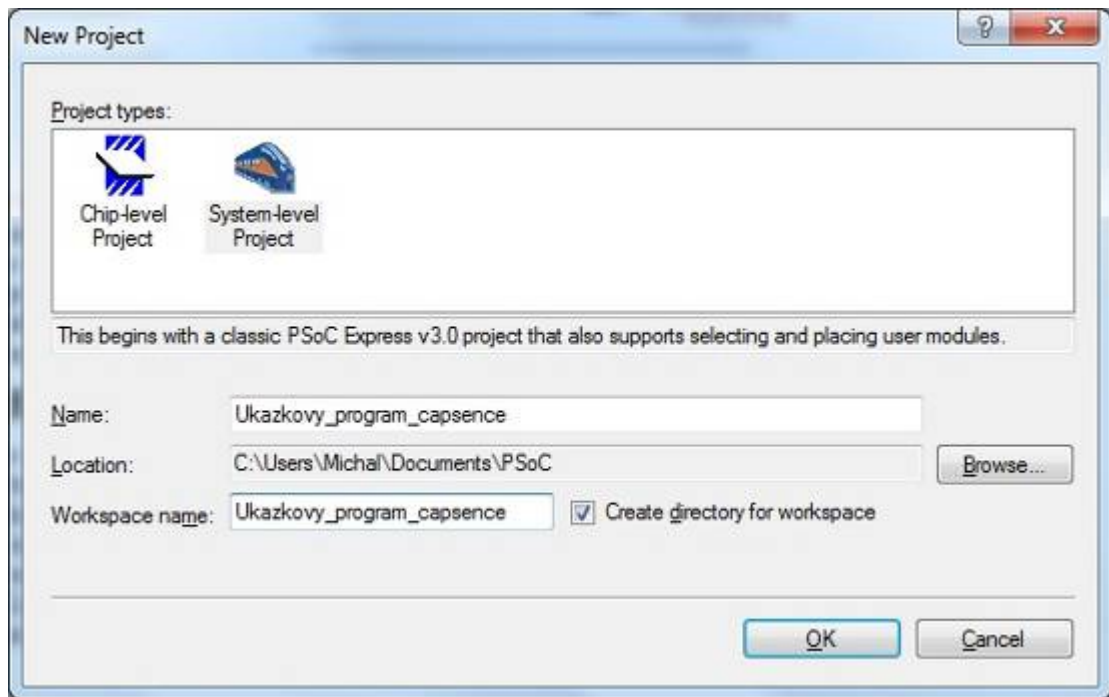 New Project
Project types:
Chip-level
Project
System-level
Project
This begins with a classic PSoC Express v3.0 project that also supports selecting and placing user modules.
Name:
Ukazkovy_program_capsence
Location:
C:\Users\Michal\Documents\PSoC
Browse...
Workspace name:
Ukazkovy_program_capsence
Create directory for workspace
OK
Cancel